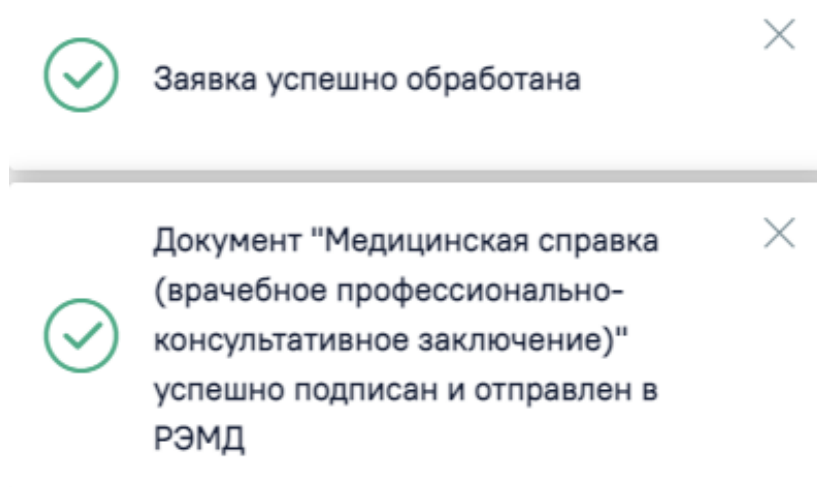 Заявка успешно обработана
Документ "Медицинская справка
(врачебное профессионально-
консультативное заключение)"
успешно подписан и отправлен в
РЭМД